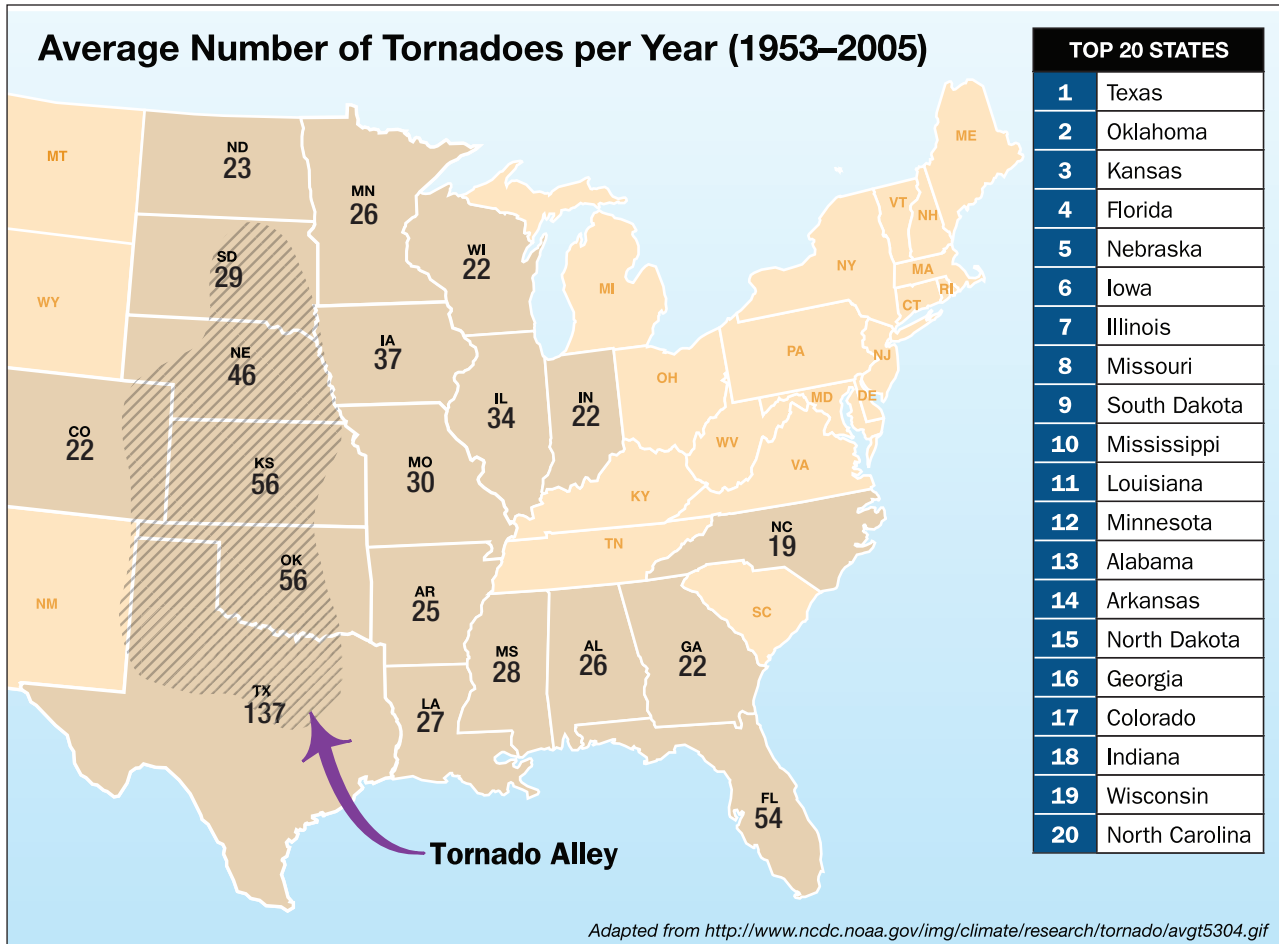 Average Number of Tornadoes per Year (1953–2005)
TOP 20 STATES
1 Texas
2 Oklahoma
3 Kansas
4 Florida
5 Nebraska
6 Iowa
7 Illinois
8 Missouri
9 South Dakota
10 Mississippi
11 Louisiana
12 Minnesota
13 Alabama
14 Arkansas
15 North Dakota
16 Georgia
17 Colorado
18 Indiana
19 Wisconsin
20 North Carolina
MT
ND
23
MN
26
WI
22
MI
ME
VT
NH
NY
MA
RI
CT
WY
SD
29
NE
46
IA
37
IL
34
IN
22
OH
PA
NJ
MD
DE
WV
VA
CO
22
KS
56
MO
30
KY
NC
19
TN
SC
NM
OK
56
AR
25
MS
28
AL
26
GA
22
TX
137
LA
27
FL
54
Tornado Alley
Adapted from http://www.ncdc.noaa.gov/img/climate/research/tornado/avgt5304.gif